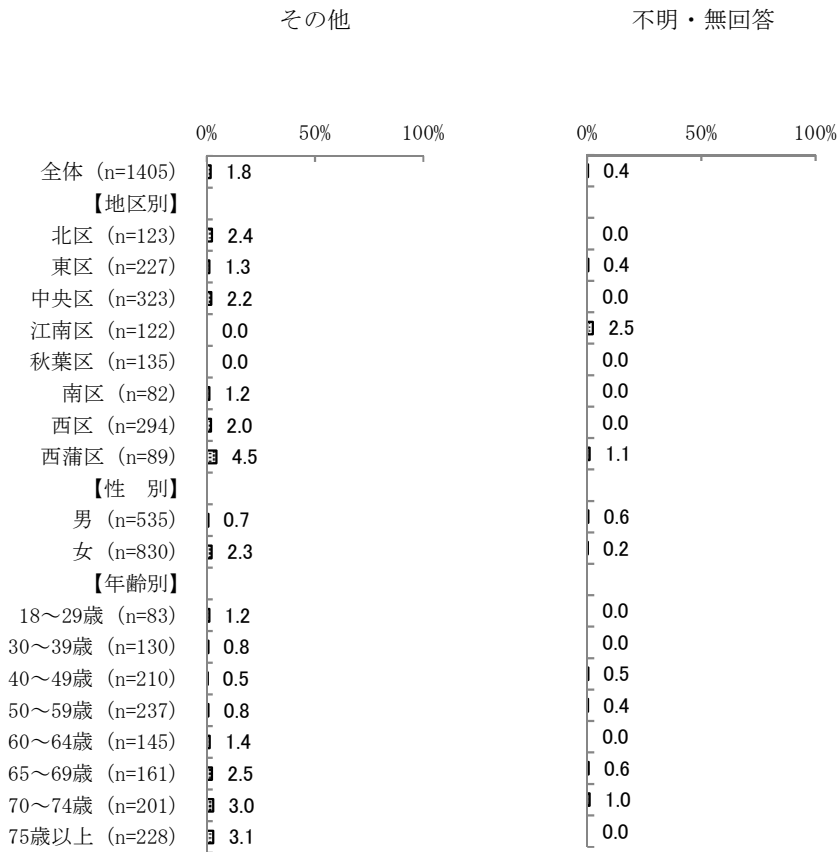 その他 不明・無回答
0% 50% 100% 0% 50% 100%
全体 (n=1405) 1.8 0.4
【地区別】
北区 (n=123) 2.4 0.0
東区 (n=227) 1.3 0.4
中央区 (n=323) 2.2 0.0
江南区 (n=122) 0.0 2.5
秋葉区 (n=135) 0.0 0.0
南区 (n=82) 1.2 0.0
西区 (n=294) 2.0 0.0
西蒲区 (n=89) 4.5 1.1
【性　別】
男 (n=535) 0.7 0.6
女 (n=830) 2.3 0.2
【年齢別】
18～29歳 (n=83) 1.2 0.0
30～39歳 (n=130) 0.8 0.0
40～49歳 (n=210) 0.5 0.5
50～59歳 (n=237) 0.8 0.4
60～64歳 (n=145) 1.4 0.0
65～69歳 (n=161) 2.5 0.6
70～74歳 (n=201) 3.0 1.0
75歳以上 (n=228) 3.1 0.0